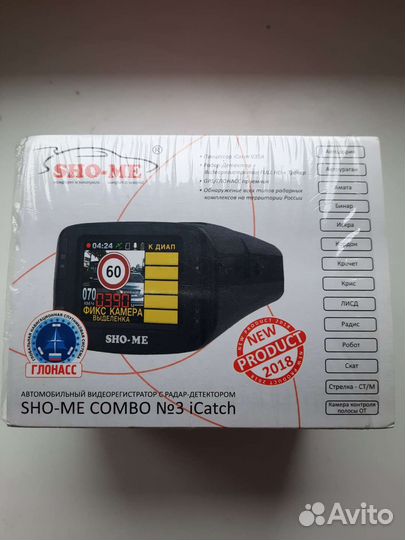 SHO-ME
®
• Процессор iCatch V35A
• Радар-Детектор
• GPS/ГЛОНАСС приемник
• Обнаружение всех типов радарных
комплексов на территории России
Автодория
Автоураган
Амата
Бинар
Искра
Кордон
Кречет
Крис
ЛИСД
Радис
Робот
Скат
Стрелка - СТ/М
Камера контроля
полосы ОТ
04:24
К ДИАП
60
070
0390
ФИКС КАМЕРА
ВЫДЕЛЕНКА
SHO-ME
NEW
PRODUCT
2018
ГЛОНАСС
АВТОМОБИЛЬНЫЙ ВИДЕОРЕГИСТРАТОР С РАДАР-ДЕТЕКТОРОМ
SHO-ME COMBO №3 iCatch
Avito